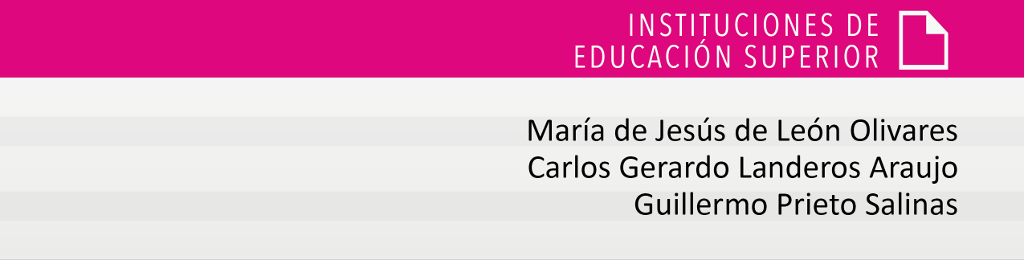 INSTITUCIONES DE
EDUCACIÓN SUPERIOR
María de Jesús de León Olivares
Carlos Gerardo Landeros Araujo
Guillermo Prieto Salinas